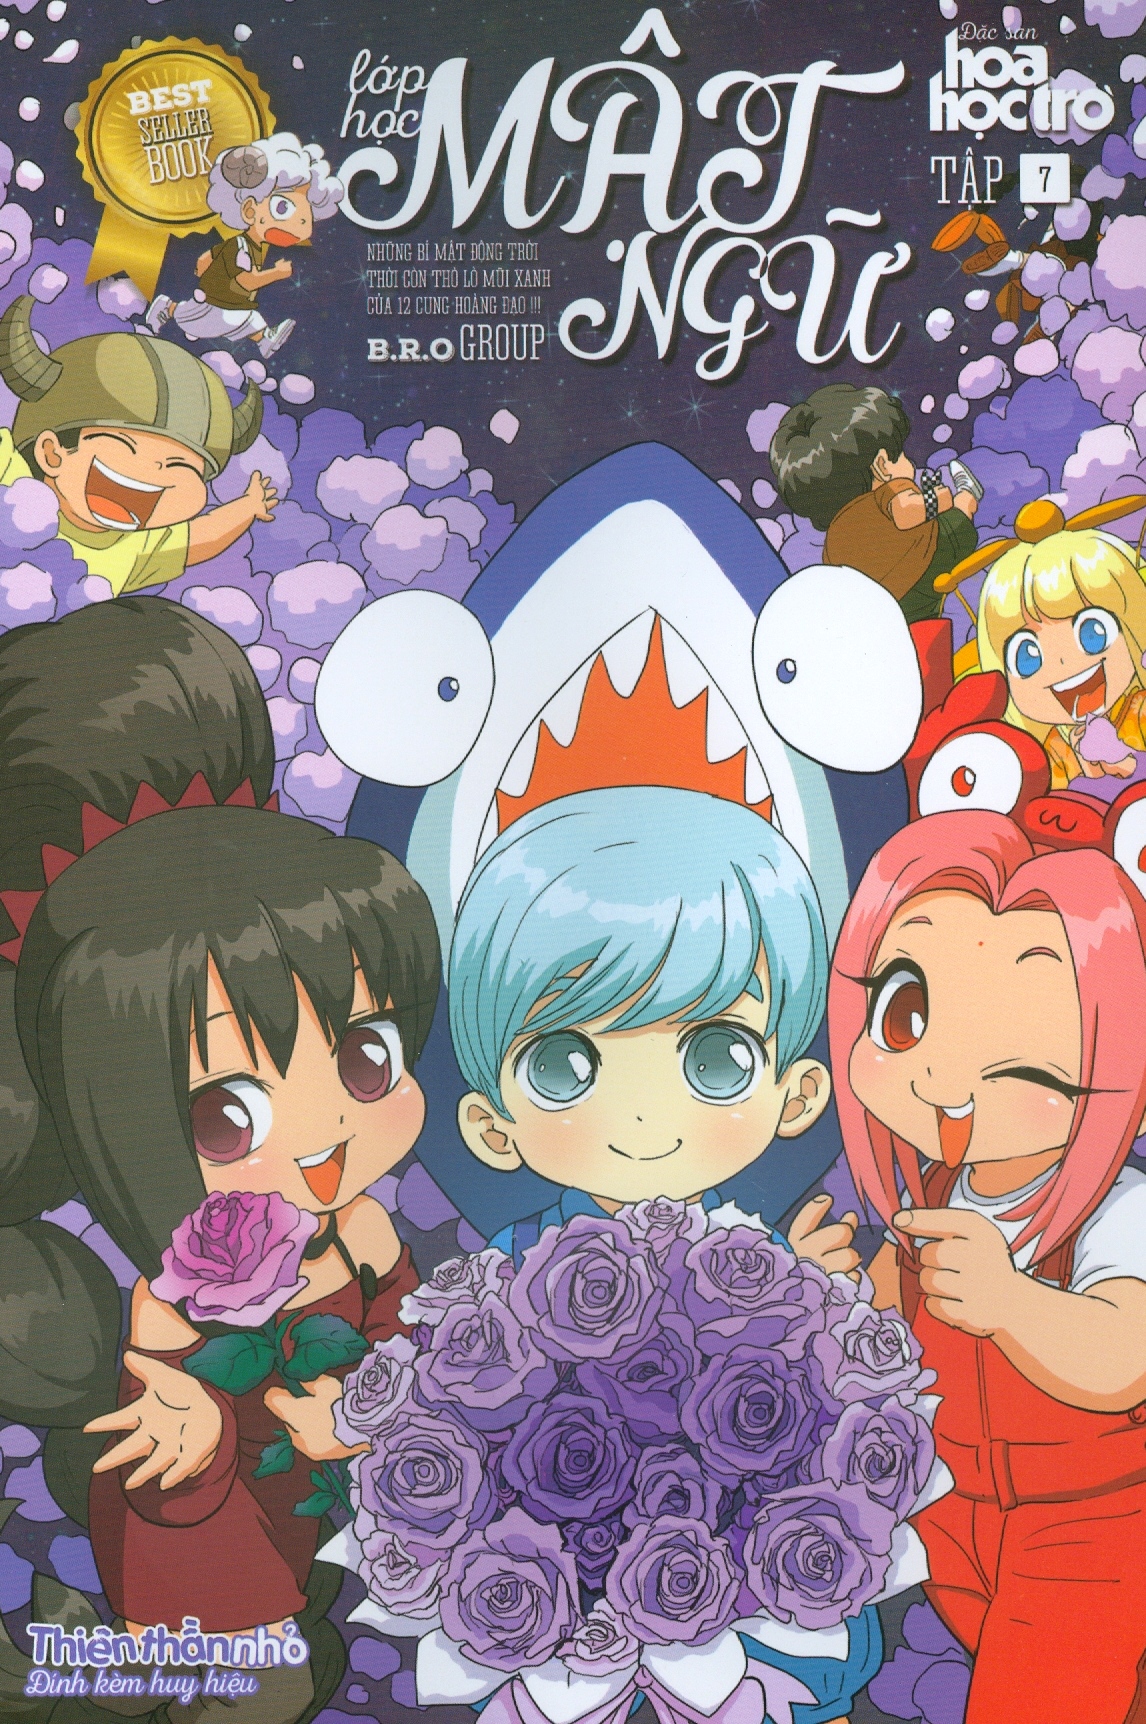 BEST
SELLER
BOOK
lớp
học
MẬT
NGỮ
Đặc san
hoa
học trò
TẬP 7
NHỮNG BÍ MẬT ĐỘNG TRỜI
THỜI CÒN THÒ LÒ MŨI XANH
CỦA 12 CUNG HOÀNG ĐẠO !!!
B.R.O GROUP
Thiên thần nhỏ
Đính kèm huy hiệu